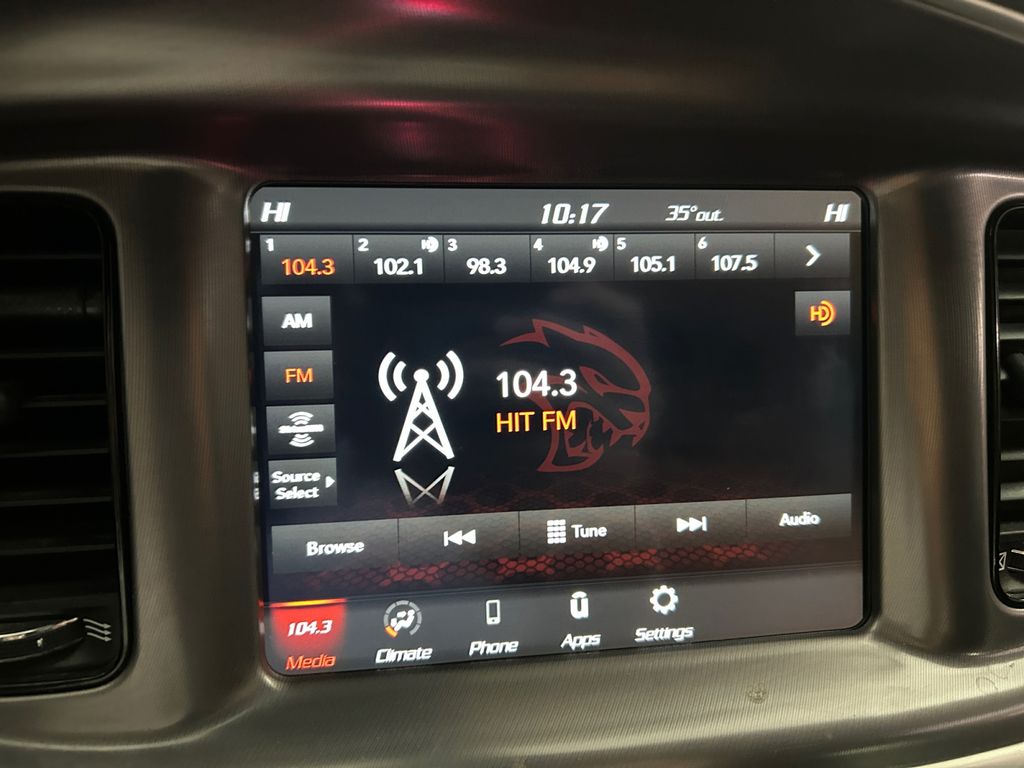 HI 10:17 35° out. HI
1 2 3 4 5 6
104.3 102.1 98.3 104.9 105.1 107.5
HD
AM
FM
104.3
HIT FM
Source
Select
Browse Tune Audio
104.3
Media Climate Phone Apps Settings